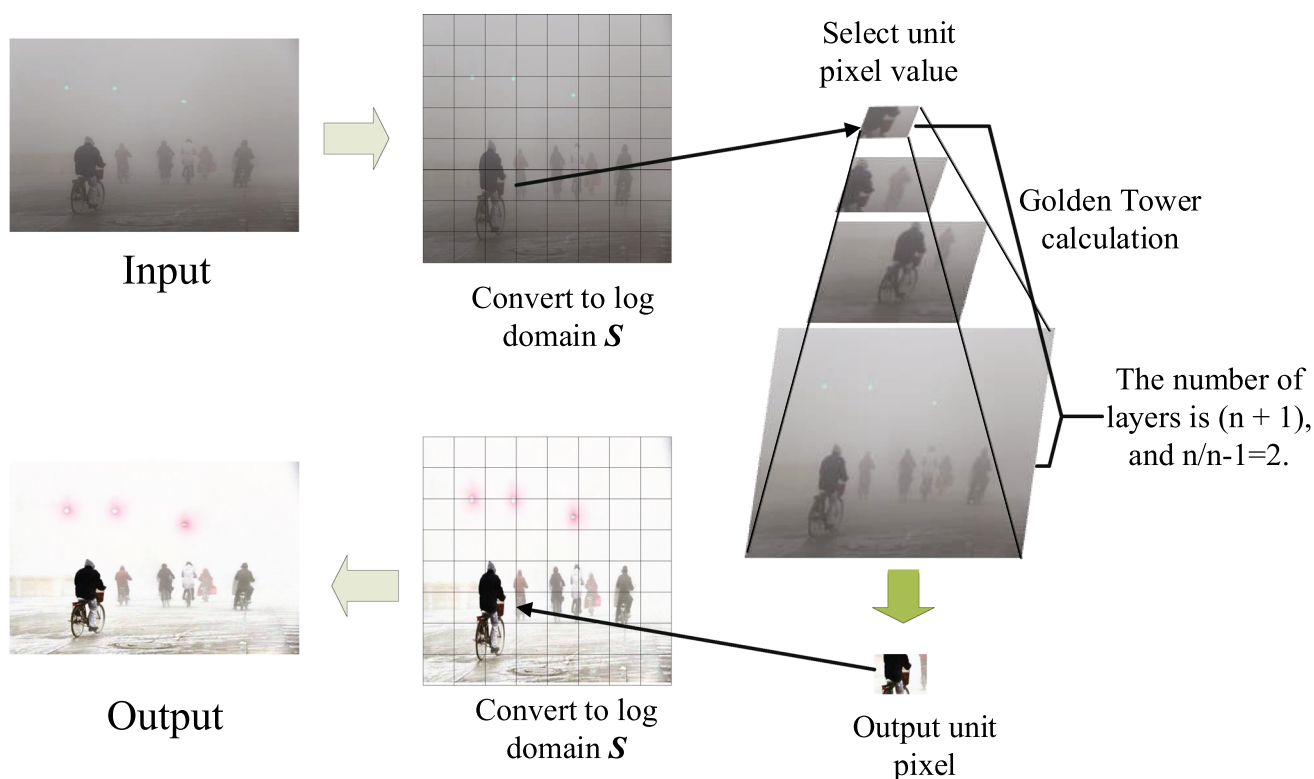 Input
Convert to log
domain S
Select unit
pixel value
Golden Tower
calculation
The number of
layers is (n + 1),
and n/n-1=2.
Output unit
pixel
Convert to log
domain S
Output